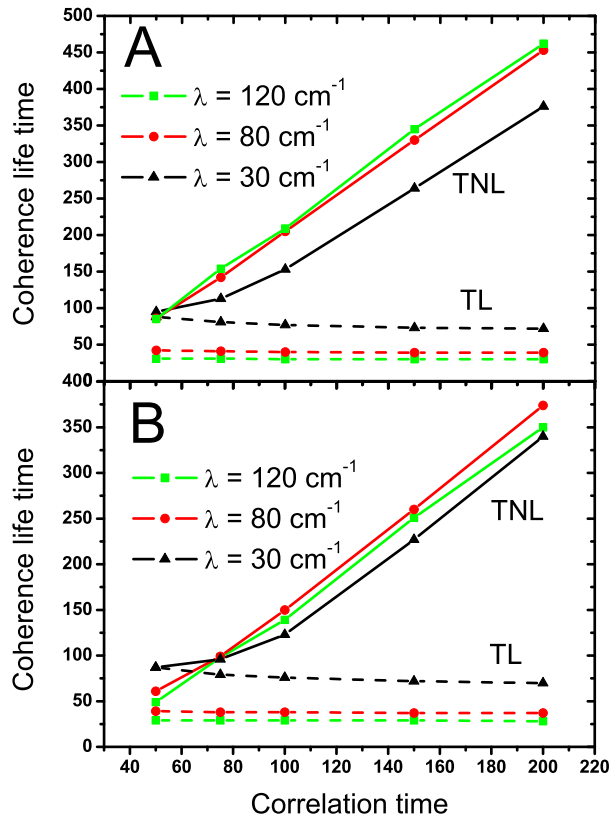 A
500
450
400
350
300
250
200
150
100
50
Coherence life time
λ = 120 cm⁻¹
λ = 80 cm⁻¹
λ = 30 cm⁻¹
TNL
TL
B
400
350
300
250
200
150
100
50
0
Coherence life time
λ = 120 cm⁻¹
λ = 80 cm⁻¹
λ = 30 cm⁻¹
TNL
TL
40 60 80 100 120 140 160 180 200 220
Correlation time